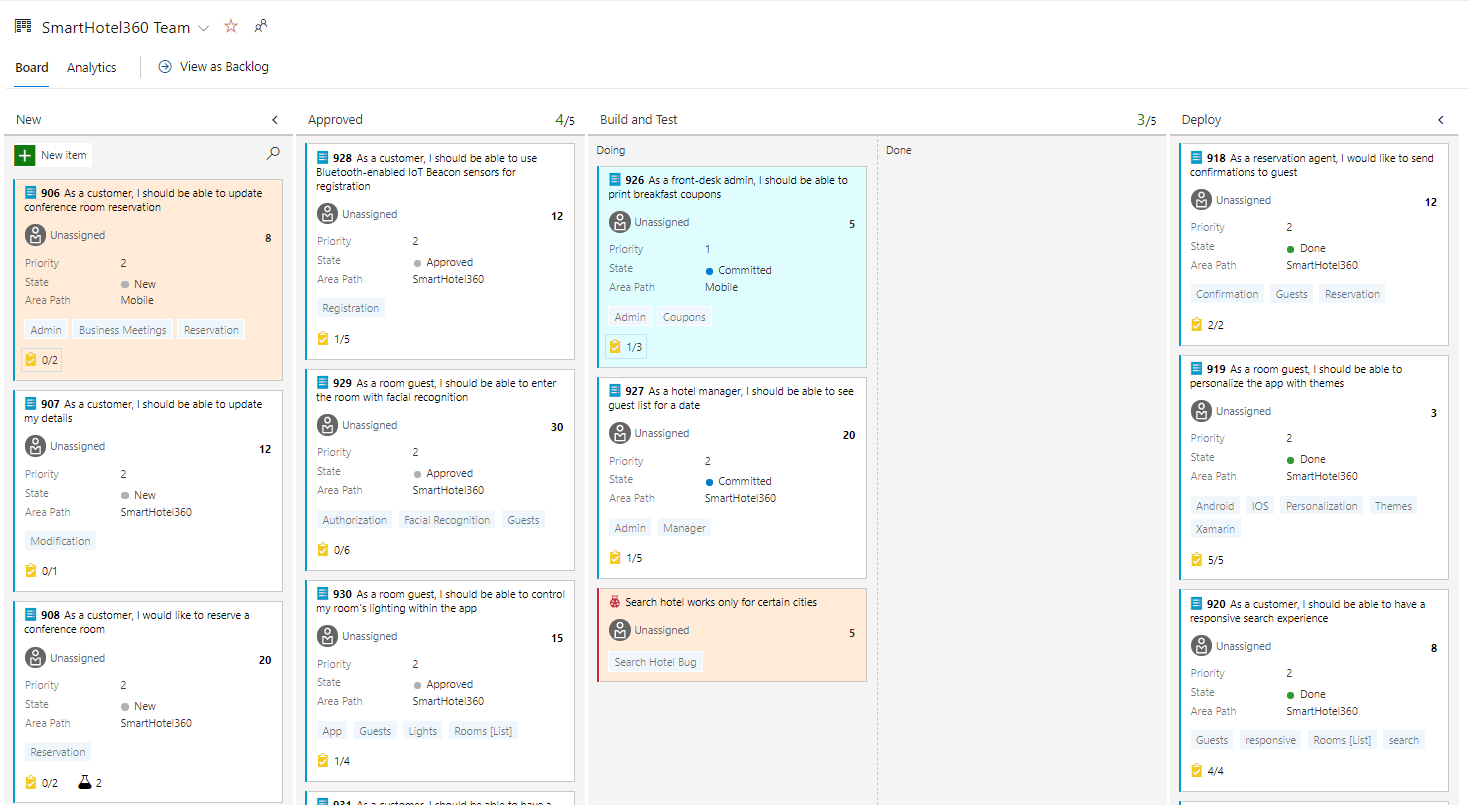 SmartHotel360 Team
Board
Analytics
View as Backlog
New
New item
906 As a customer, I should be able to update
conference room reservation
Unassigned
8
Priority 2
State New
Area Path Mobile
Admin Business Meetings Reservation
0/2
907 As a customer, I should be able to update
my details
Unassigned
12
Priority 2
State New
Area Path SmartHotel360
Modification
0/1
908 As a customer, I would like to reserve a
conference room
Unassigned
20
Priority 2
State New
Area Path SmartHotel360
Reservation
0/2 2
Approved 4/5
928 As a customer, I should be able to use
Bluetooth-enabled IoT Beacon sensors for
registration
Unassigned
12
Priority 2
State Approved
Area Path SmartHotel360
Registration
1/5
929 As a room guest, I should be able to enter
the room with facial recognition
Unassigned
30
Priority 2
State Approved
Area Path SmartHotel360
Authorization Facial Recognition Guests
0/6
930 As a room guest, I should be able to control
my room's lighting within the app
Unassigned
15
Priority 2
State Approved
Area Path SmartHotel360
App Guests Lights Rooms [List]
1/4
931 As a customer, I should be able to have a
Build and Test 3/5
Doing
926 As a front-desk admin, I should be able to
print breakfast coupons
Unassigned
5
Priority 1
State Committed
Area Path Mobile
Admin Coupons
1/3
927 As a hotel manager, I should be able to see
guest list for a date
Unassigned
20
Priority 2
State Committed
Area Path SmartHotel360
Admin Manager
1/5
Search hotel works only for certain cities
Unassigned
5
Search Hotel Bug
Done
Deploy
918 As a reservation agent, I would like to send
confirmations to guest
Unassigned
12
Priority 2
State Done
Area Path SmartHotel360
Confirmation Guests Reservation
2/2
919 As a room guest, I should be able to
personalize the app with themes
Unassigned
3
Priority 2
State Done
Area Path SmartHotel360
Android IOS Personalization Themes
Xamarin
5/5
920 As a customer, I should be able to have a
responsive search experience
Unassigned
8
Priority 2
State Done
Area Path SmartHotel360
Guests responsive Rooms [List] search
4/4